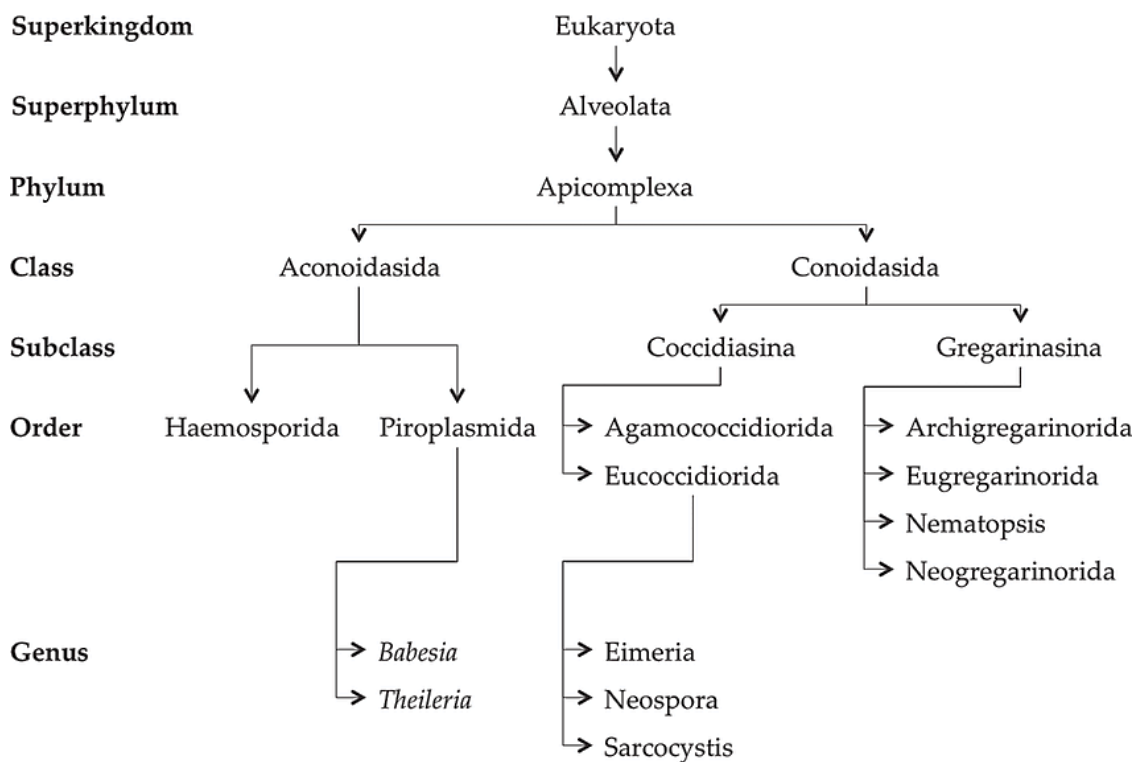 Superkingdom Eukaryota
Superphylum Alveolata
Phylum Apicomplexa
Class Aconoidasida Conoidasida
Subclass Coccidiasina Gregarinasina
Order Haemosporida Piroplasmida Agamococcidiorida Archigregarinorida
Eucoccidiorida Eugregarinorida
Nematopsis
Neogregarinorida
Genus Babesia Eimeria
Theileria Neospora
Sarcocystis